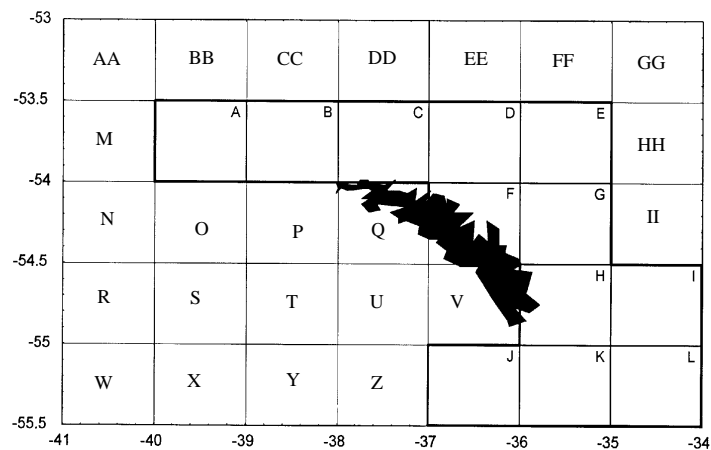 -53
AA BB CC DD EE FF GG
-53.5
A B C D E
M HH
-54
F G
N O P Q II
-54.5
H I
R S T U V
-55
J K L
W X Y Z
-55.5
-41 -40 -39 -38 -37 -36 -35 -34